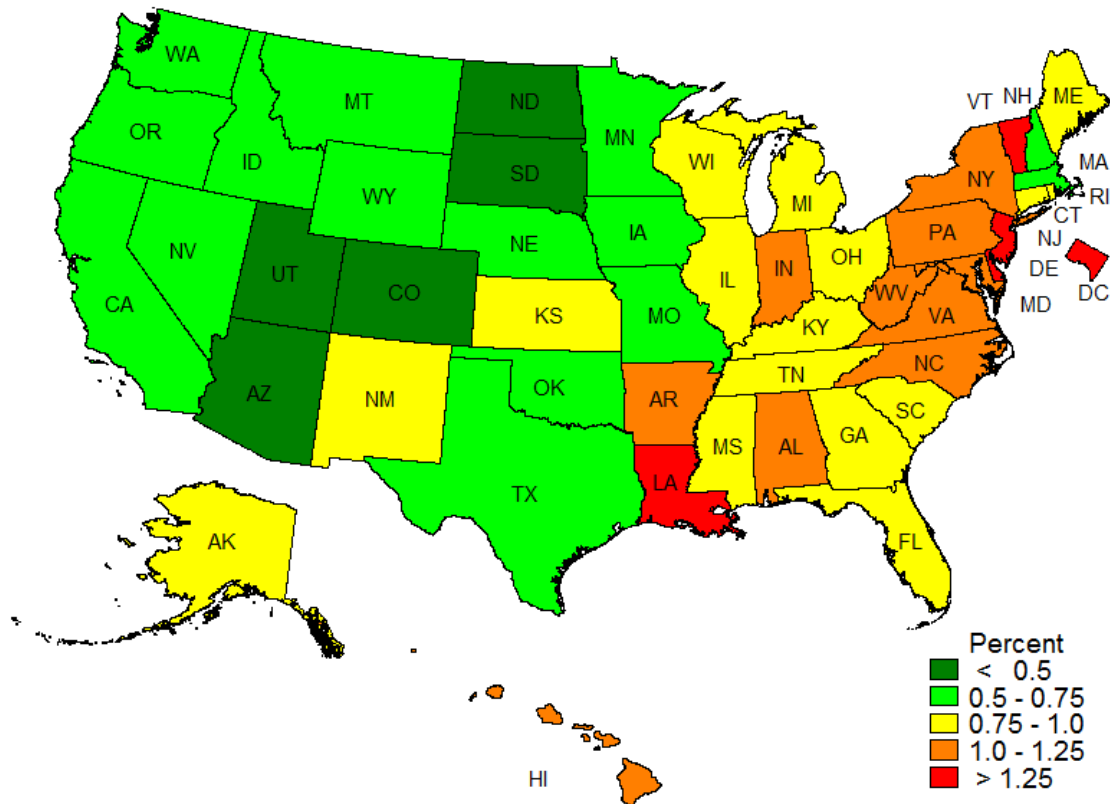 WA
MT
ND
MN
VT
NH
ME
OR
ID
SD
WI
MI
NY
MA
RI
WY
NE
IA
CT
PA
NJ
NV
UT
CO
IL
IN
OH
DE
DC
CA
KS
MO
WV
VA
MD
KY
AZ
NM
OK
AR
TN
NC
SC
MS
AL
GA
TX
LA
FL
AK
HI
Percent
< 0.5
0.5 - 0.75
0.75 - 1.0
1.0 - 1.25
> 1.25